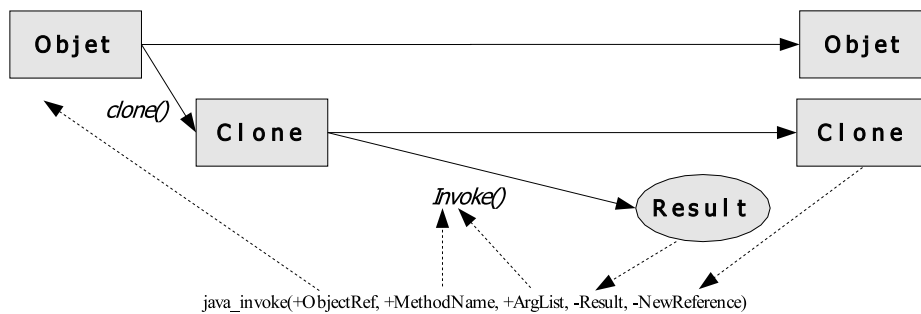 Objet
Objet
clone()
Clone
Clone
Invoke()
Result
java_invoke(+ObjectRef, +MethodName, +ArgList, -Result, -NewReference)